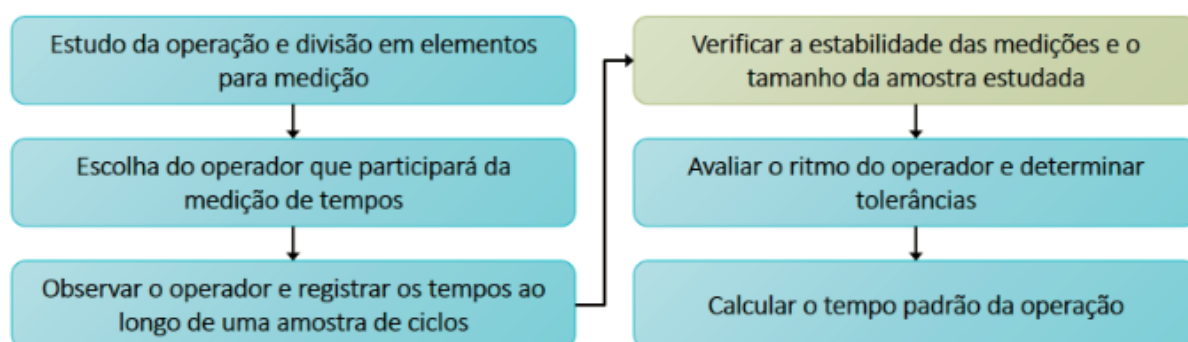 Estudo da operação e divisão em elementos
para medição
Escolha do operador que participará da
medição de tempos
Observar o operador e registrar os tempos ao
longo de uma amostra de ciclos
Verificar a estabilidade das medições e o
tamanho da amostra estudada
Avaliar o ritmo do operador e determinar
tolerâncias
Calcular o tempo padrão da operação